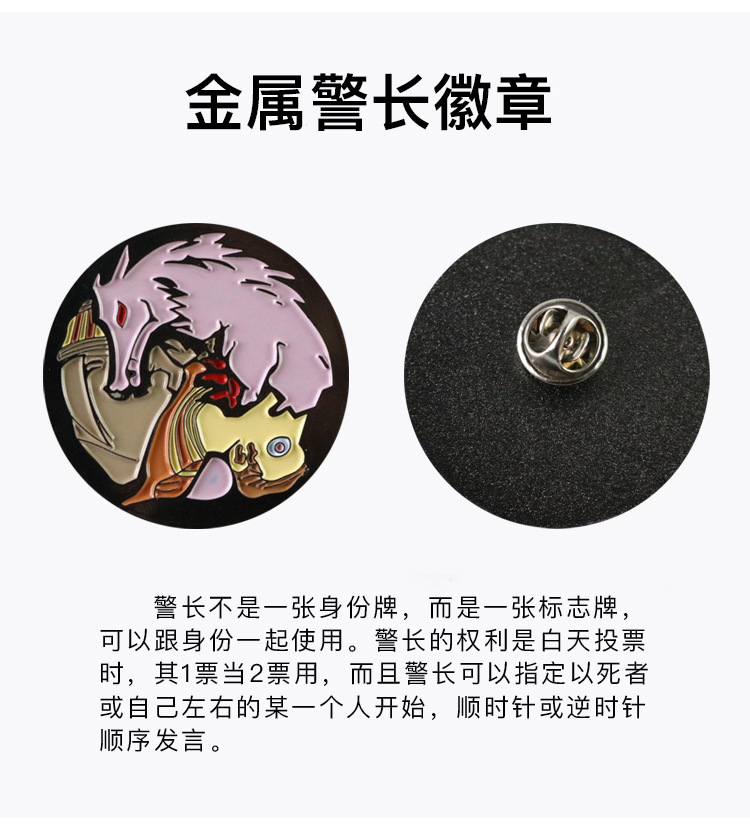 金属警长徽章
警长不是一张身份牌，而是一张标志牌，
可以跟身份一起使用。警长的权利是白天投票
时，其1票当2票用，而且警长可以指定以死者
或自己左右的某一个人开始，顺时针或逆时针
顺序发言。